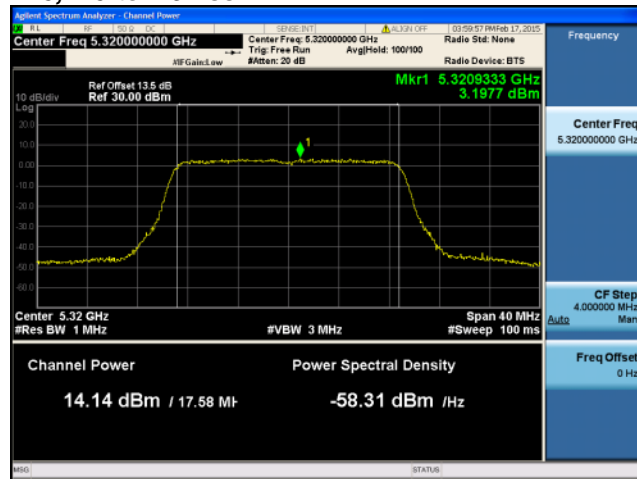 Agilent Spectrum Analyzer - Channel Power
RL RF 50 Ω DC SENSE:INT ALIGN OFF 03:59:57 PM Feb 17, 2015
Center Freq 5.320000000 GHz
#IFGain:Low
Center Freq: 5.320000000 GHz
Trig: Free Run Avg|Hold: 100/100
#Atten: 20 dB
Radio Std: None
Radio Device: BTS
Frequency
Ref Offset 13.5 dB
10 dB/div Ref 30.00 dBm
Log
Mkr1 5.3209333 GHz
3.1977 dBm
20.0
10.0
0.00
-10.0
-20.0
-30.0
-40.0
-50.0
-60.0
1
Center 5.32 GHz
#Res BW 1 MHz
#VBW 3 MHz
Span 40 MHz
#Sweep 100 ms
Channel Power
14.14 dBm / 17.58 MH
Power Spectral Density
-58.31 dBm /Hz
Center Freq
5.320000000 GHz
CF Step
4.000000 MHz
Auto Man
Freq Offset
0 Hz
MSG STATUS